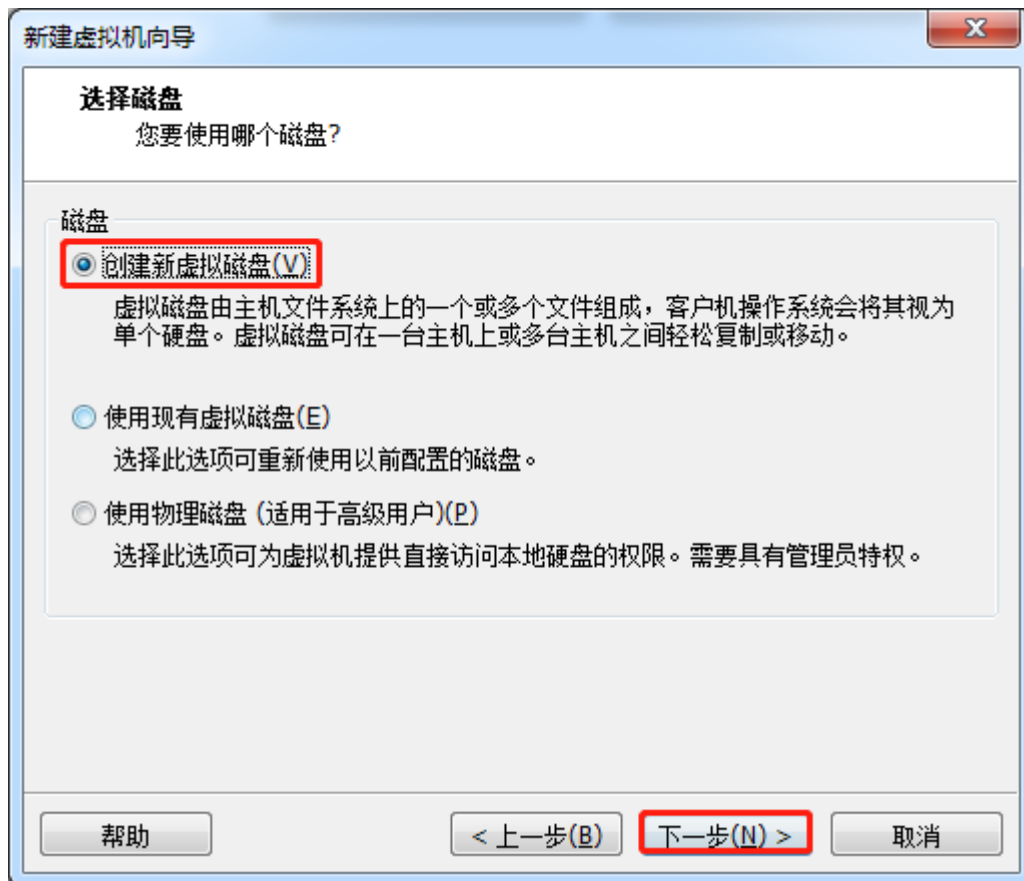 新建虚拟机向导
选择磁盘
您要使用哪个磁盘?
磁盘
创建新虚拟磁盘(V)
虚拟磁盘由主机文件系统上的一个或多个文件组成，客户机操作系统会将其视为
单个硬盘。虚拟磁盘可在一台主机上或多台主机之间轻松复制或移动。
使用现有虚拟磁盘(E)
选择此选项可重新使用以前配置的磁盘。
使用物理磁盘 (适用于高级用户)(P)
选择此选项可为虚拟机提供直接访问本地硬盘的权限。需要具有管理员特权。
帮助 < 上一步(B) 下一步(N) > 取消